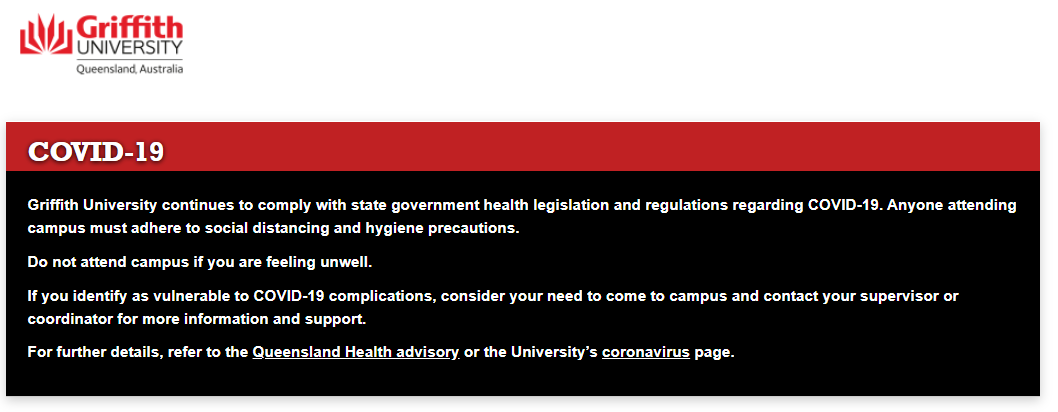 Griffith
UNIVERSITY
Queensland, Australia
COVID-19
Griffith University continues to comply with state government health legislation and regulations regarding COVID-19. Anyone attending
campus must adhere to social distancing and hygiene precautions.
Do not attend campus if you are feeling unwell.
If you identify as vulnerable to COVID-19 complications, consider your need to come to campus and contact your supervisor or
coordinator for more information and support.
For further details, refer to the Queensland Health advisory or the University’s coronavirus page.